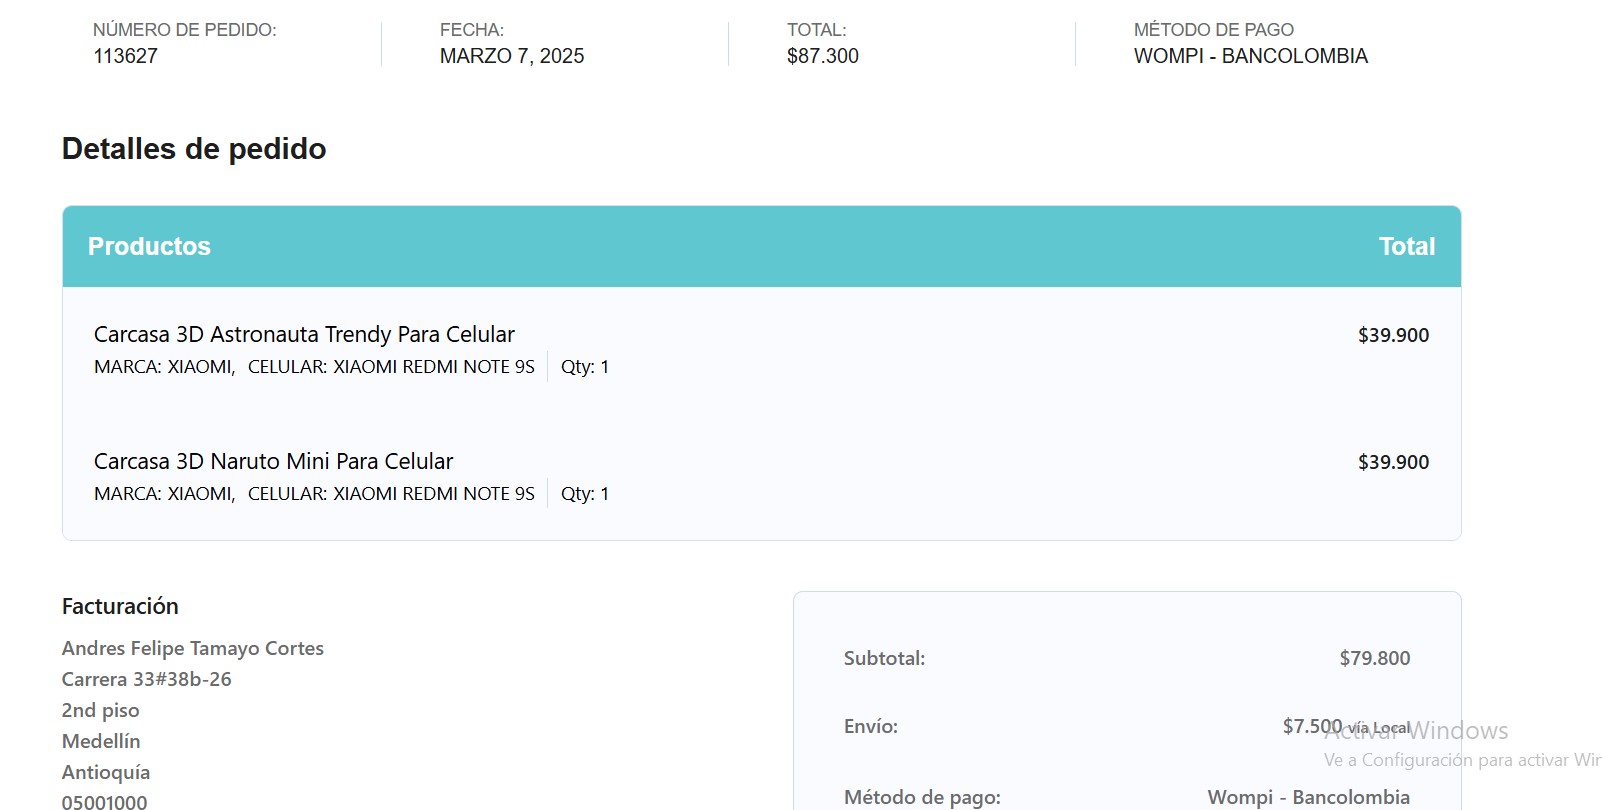 NÚMERO DE PEDIDO: FECHA: TOTAL: MÉTODO DE PAGO
113627 MARZO 7, 2025 $87.300 WOMPI - BANCOLOMBIA
Detalles de pedido
Productos Total
Carcasa 3D Astronauta Trendy Para Celular $39.900
MARCA: XIAOMI, CELULAR: XIAOMI REDMI NOTE 9S Qty: 1
Carcasa 3D Naruto Mini Para Celular $39.900
MARCA: XIAOMI, CELULAR: XIAOMI REDMI NOTE 9S Qty: 1
Facturación
Andres Felipe Tamayo Cortes
Carrera 33#38b-26
2nd piso
Medellín
Antioquía
05001000
Subtotal: $79.800
Envío: $7.500 vía Local
Método de pago: Wompi - Bancolombia
Activar Windows
Ve a Configuración para activar Win